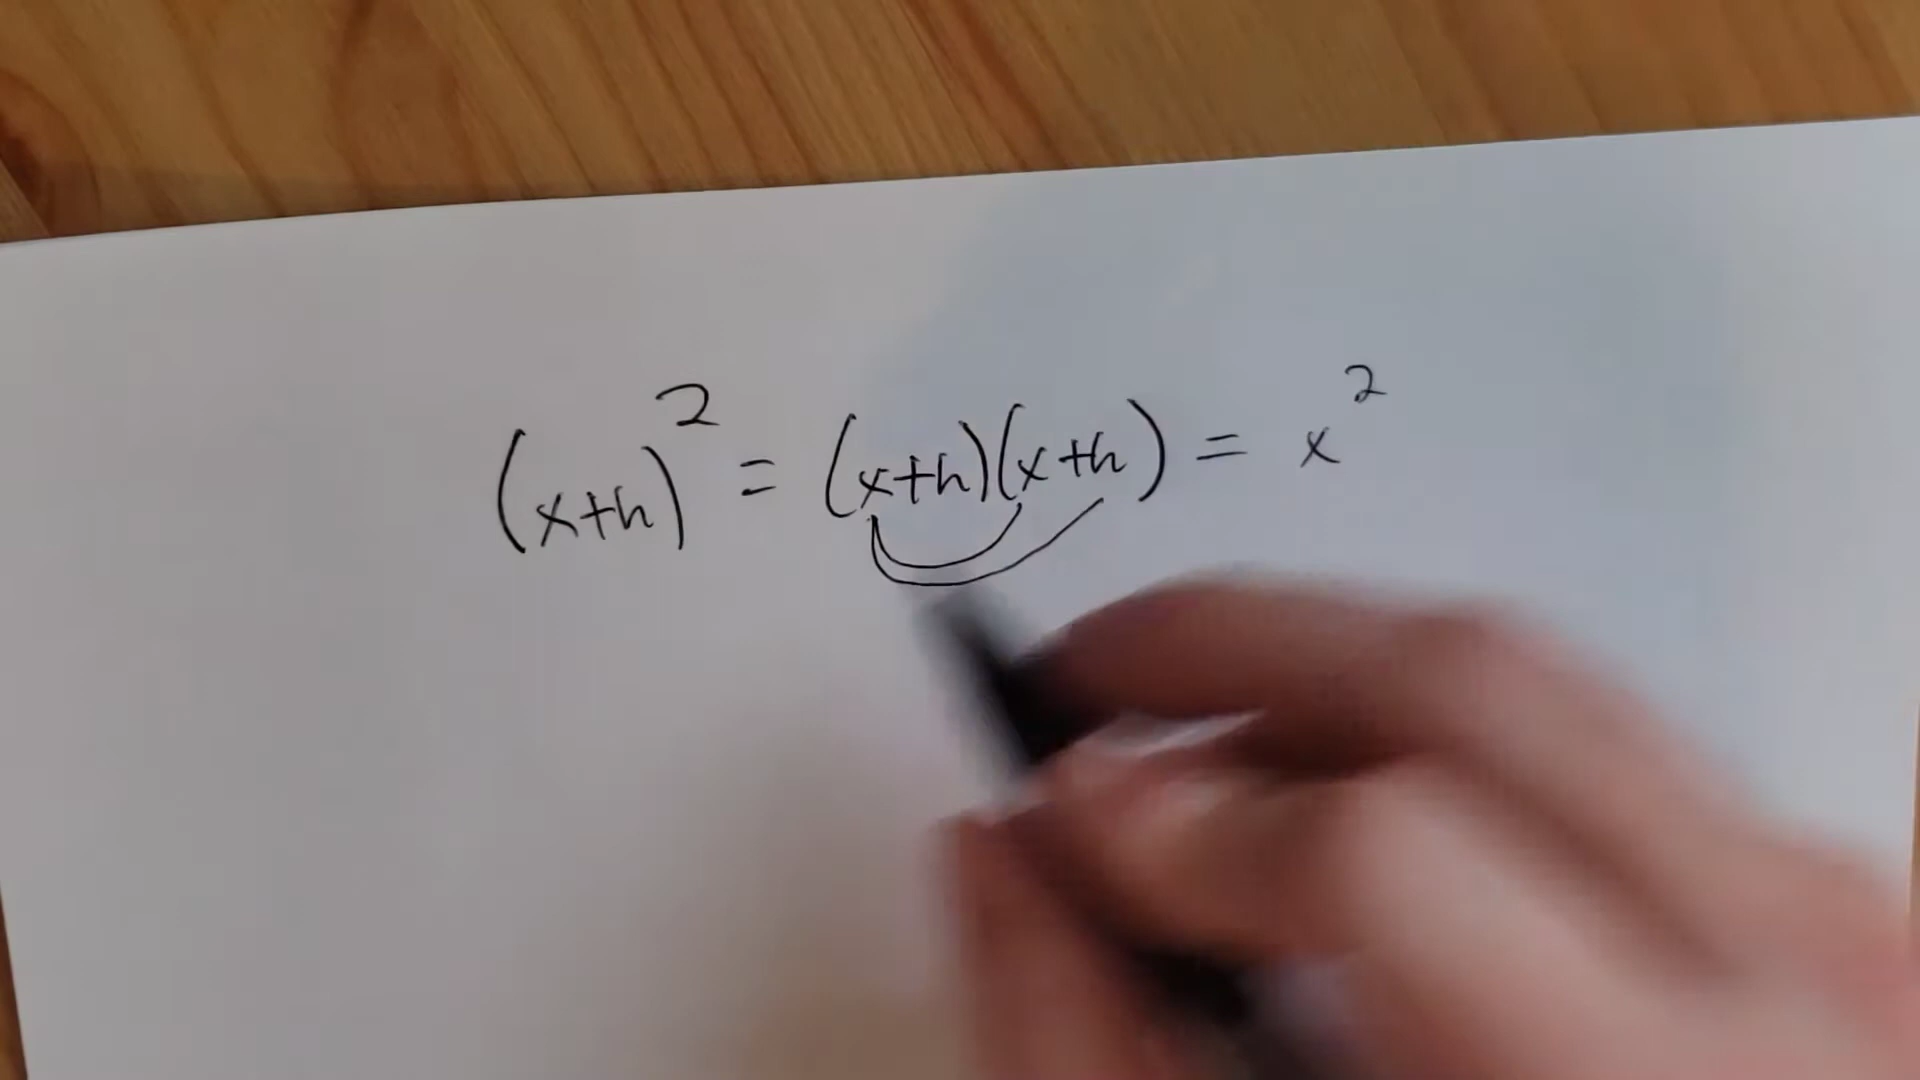 (x+h)² = (x+h)(x+h) = x²